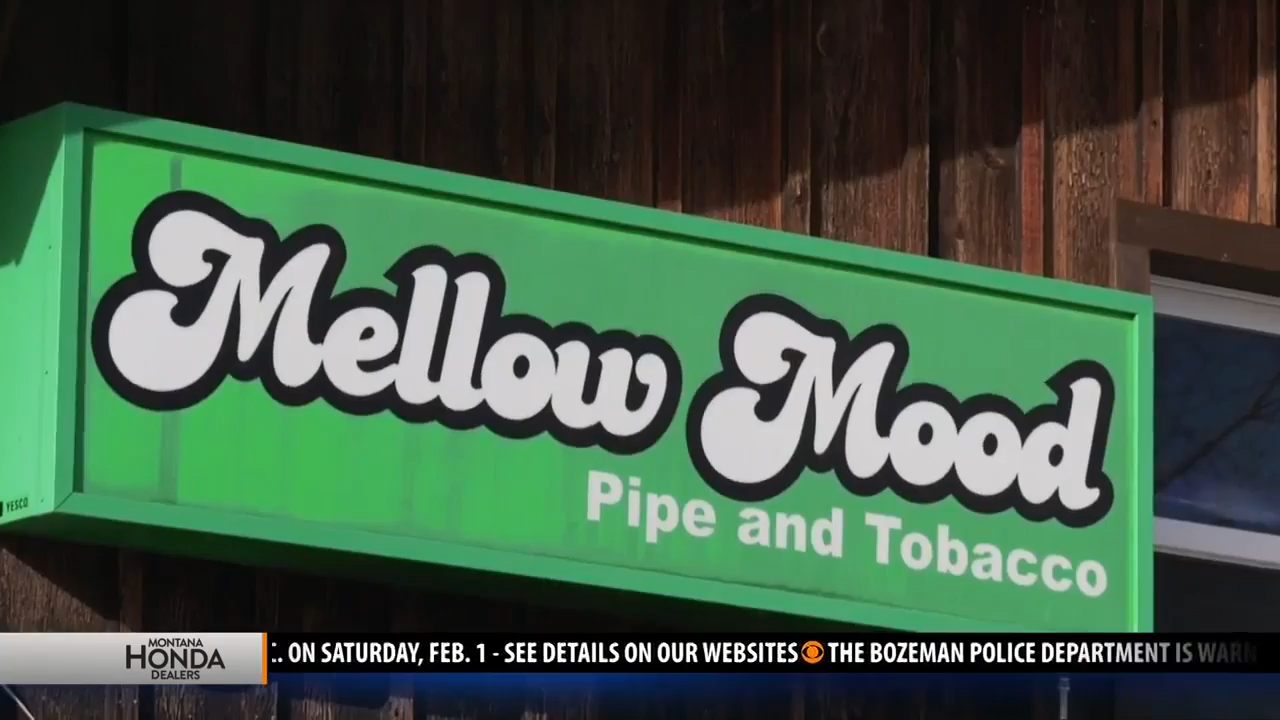 Mellow Mood
Pipe and Tobacco
YESCO
MONTANA
HONDA
DEALERS
ON SATURDAY, FEB. 1 - SEE DETAILS ON OUR WEBSITES THE BOZEMAN POLICE DEPARTMENT IS